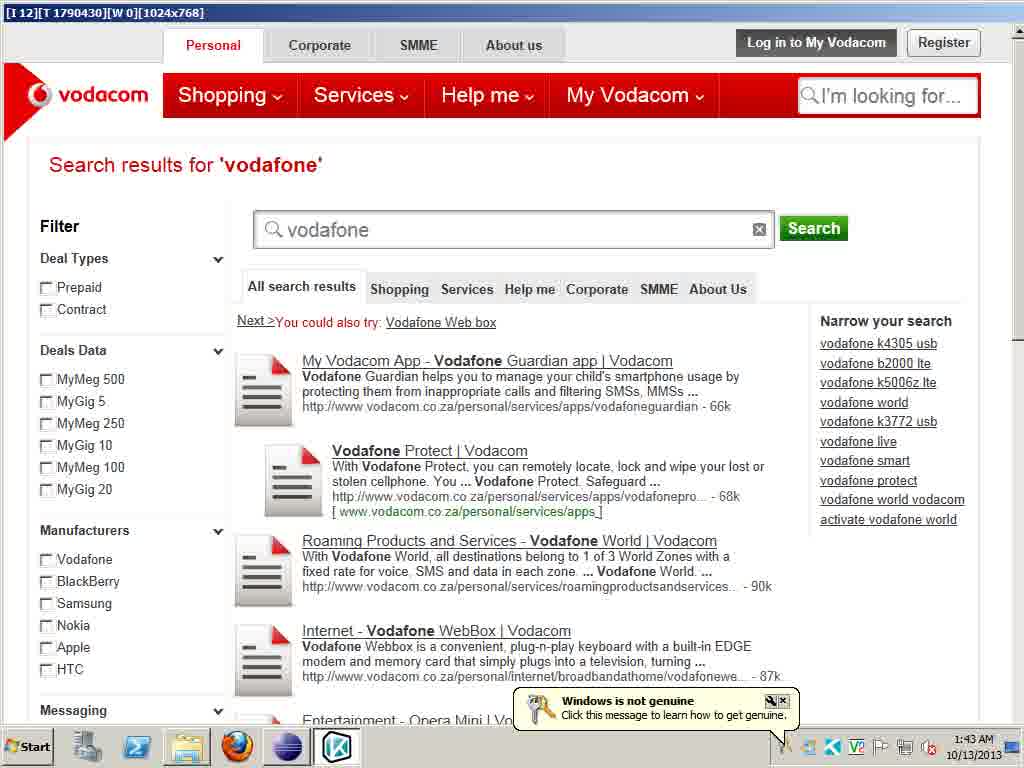 [I 12][T 1790430][W 0][1024x768]
Personal Corporate SMME About us Log in to My Vodacom Register
vodacom Shopping Services Help me My Vodacom I'm looking for...
Search results for 'vodafone'
Filter
Deal Types
Prepaid
Contract
Deals Data
MyMeg 500
MyGig 5
MyMeg 250
MyGig 10
MyMeg 100
MyGig 20
Manufacturers
Vodafone
BlackBerry
Samsung
Nokia
Apple
HTC
Messaging
vodafone Search
All search results Shopping Services Help me Corporate SMME About Us
Next >You could also try: Vodafone Web box
My Vodacom App - Vodafone Guardian app | Vodacom
Vodafone Guardian helps you to manage your child's smartphone usage by
protecting them from inappropriate calls and filtering SMSs, MMSs ...
http://www.vodacom.co.za/personal/services/apps/vodafoneguardian - 66k
Vodafone Protect | Vodacom
With Vodafone Protect, you can remotely locate, lock and wipe your lost or
stolen cellphone. You ... Vodafone Protect. Safeguard ...
http://www.vodacom.co.za/personal/services/apps/vodafonepro... - 68k
[ www.vodacom.co.za/personal/services/apps ]
Roaming Products and Services - Vodafone World | Vodacom
With Vodafone World, all destinations belong to 1 of 3 World Zones with a
fixed rate for voice, SMS and data in each zone. ... Vodafone World. ...
http://www.vodacom.co.za/personal/services/roamingproductsandservices... - 90k
Internet - Vodafone WebBox | Vodacom
Vodafone Webbox is a convenient, plug-n-play keyboard with a built-in EDGE
modem and memory card that simply plugs into a television, turning ...
http://www.vodacom.co.za/personal/internet/broadbandathome/vodafonewe... - 87k
Entertainment - Opera Mini | Vo
Narrow your search
vodafone k4305 usb
vodafone b2000 lte
vodafone k5006z lte
vodafone world
vodafone k3772 usb
vodafone live
vodafone smart
vodafone protect
vodafone world vodacom
activate vodafone world
Windows is not genuine
Click this message to learn how to get genuine.
Start
1:43 AM
10/13/2013